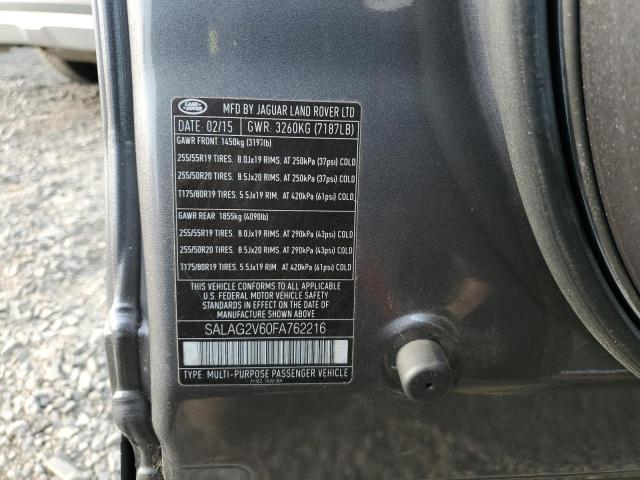 LAND ROVER
MFD BY JAGUAR LAND ROVER LTD
DATE: 02/15 GWR: 3260KG (7187LB)
GAWR FRONT 1450kg (3197lb)
255/55R19 TIRES. 8.0Jx19 RIMS. AT 250kPa (37psi) COLD
255/50R20 TIRES. 8.5Jx20 RIMS. AT 250kPa (37psi) COLD
T175/80R19 TIRES. 5.5Jx19 RIM. AT 420kPa (61psi) COLD
GAWR REAR 1855kg (4090lb)
255/55R19 TIRES. 8.0Jx19 RIMS. AT 290kPa (43psi) COLD
255/50R20 TIRES. 8.5Jx20 RIMS. AT 290kPa (43psi) COLD
T175/80R19 TIRES. 5.5Jx19 RIM. AT 420kPa (61psi) COLD
THIS VEHICLE CONFORMS TO ALL APPLICABLE
U.S. FEDERAL MOTOR VEHICLE SAFETY
STANDARDS IN EFFECT ON THE DATE OF
MANUFACTURE SHOWN ABOVE
SALAG2V60FA762216
TYPE: MULTI-PURPOSE PASSENGER VEHICLE